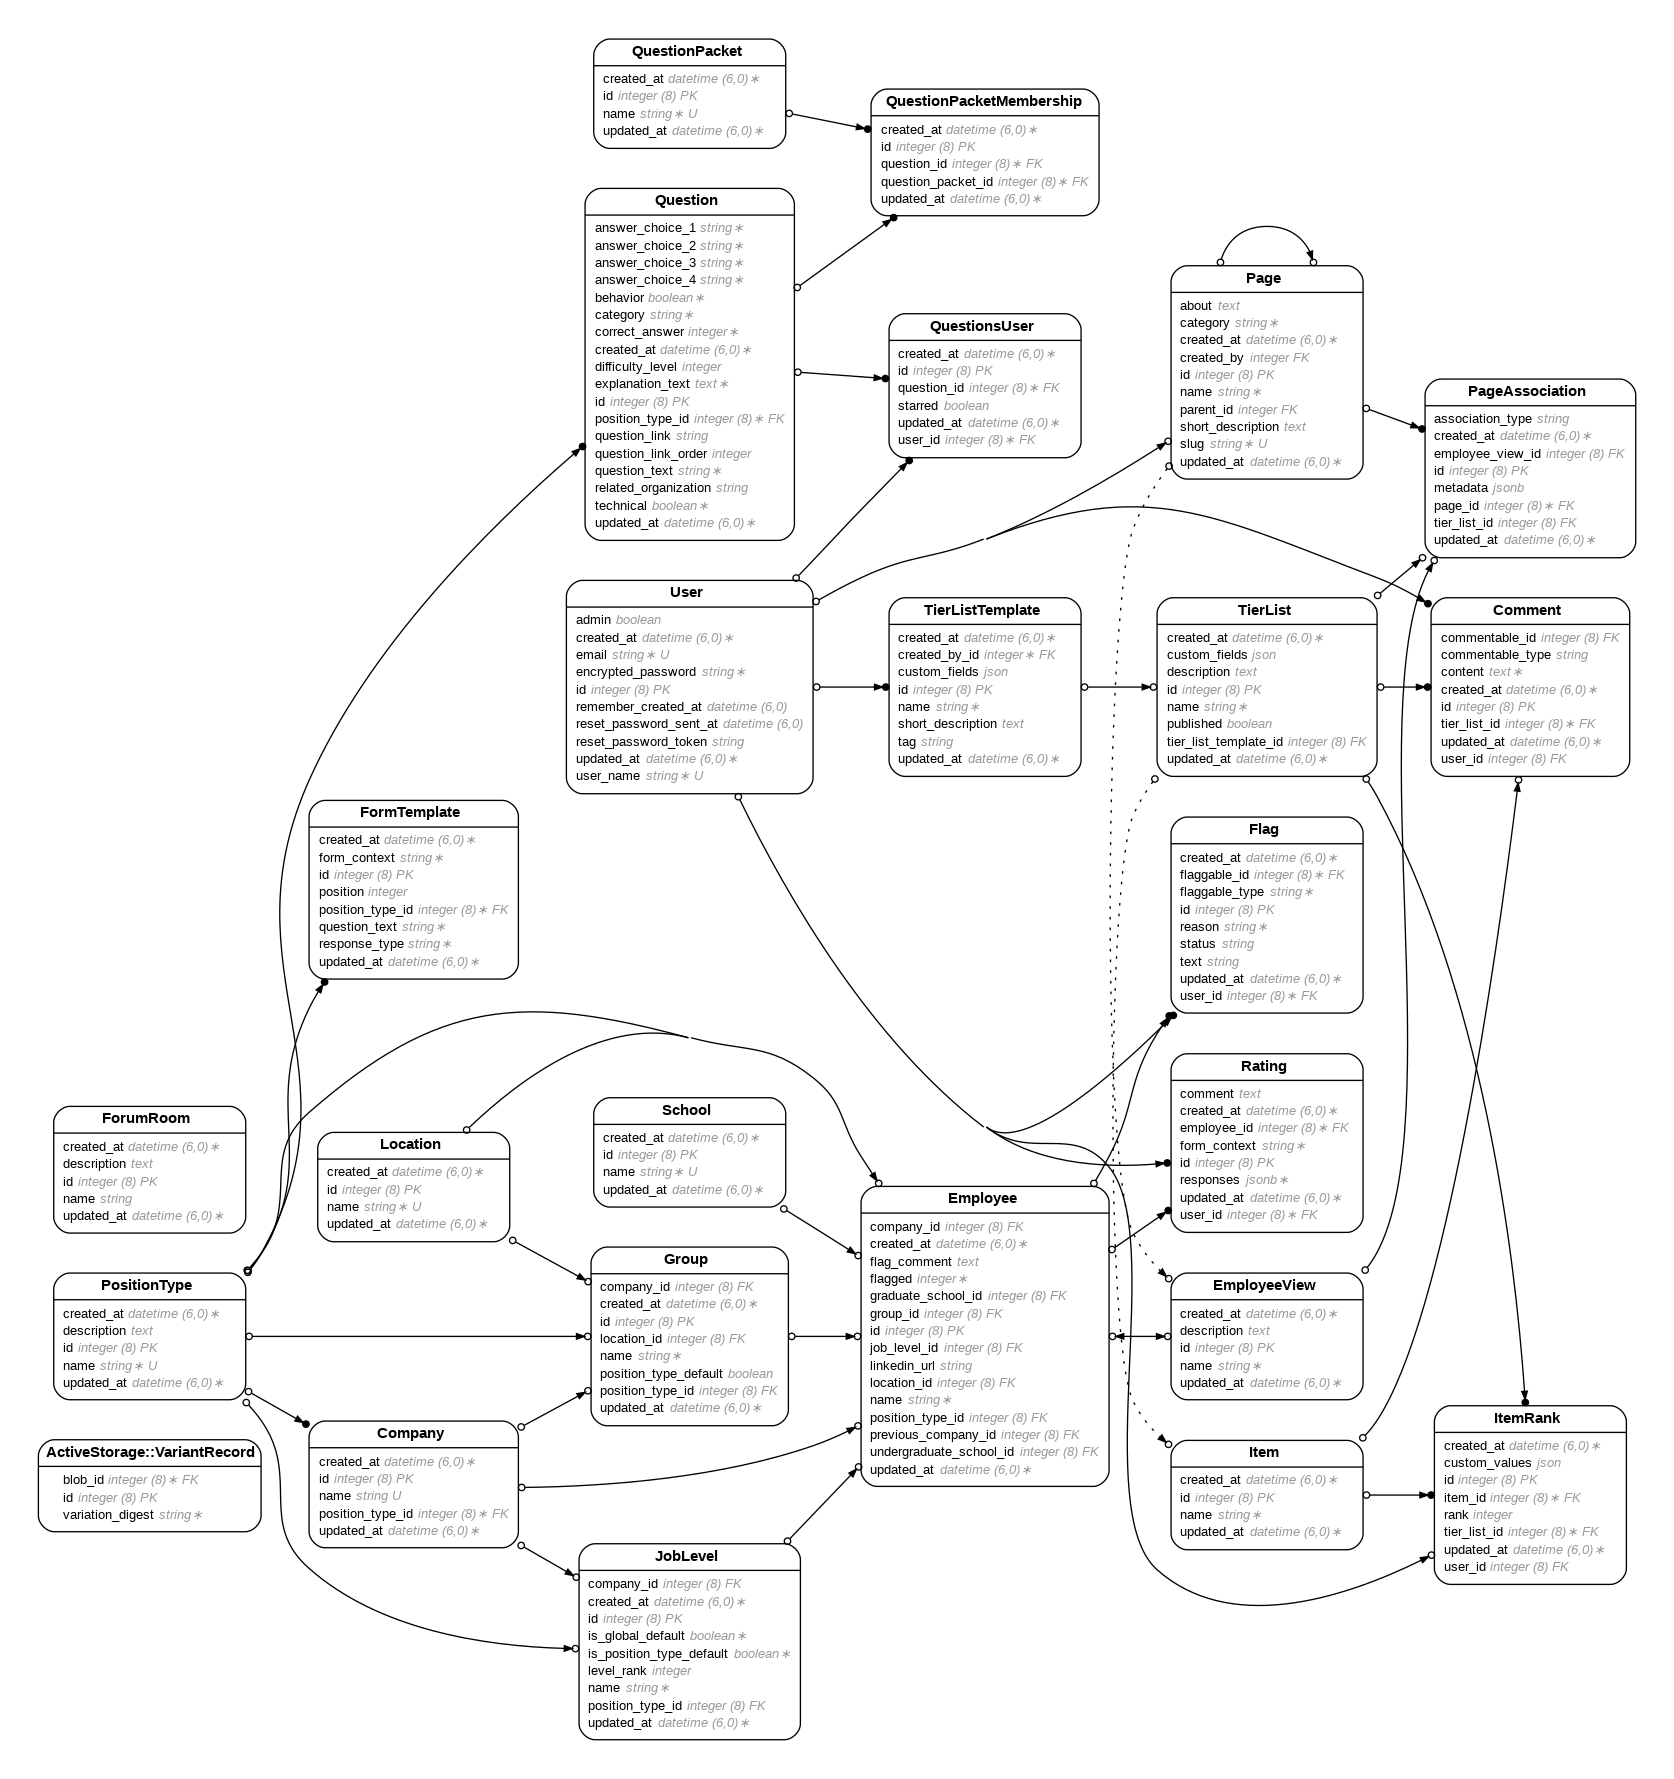 QuestionPacket
created_at datetime (6,0)∗
id integer (8) PK
name string∗ U
updated_at datetime (6,0)∗
QuestionPacketMembership
created_at datetime (6,0)∗
id integer (8) PK
question_id integer (8)∗ FK
question_packet_id integer (8)∗ FK
updated_at datetime (6,0)∗
Question
answer_choice_1 string∗
answer_choice_2 string∗
answer_choice_3 string∗
answer_choice_4 string∗
behavior boolean∗
category string∗
correct_answer integer∗
created_at datetime (6,0)∗
difficulty_level integer
explanation_text text∗
id integer (8) PK
position_type_id integer (8)∗ FK
question_link string
question_link_order integer
question_text string∗
related_organization string
technical boolean∗
updated_at datetime (6,0)∗
QuestionsUser
created_at datetime (6,0)∗
id integer (8) PK
question_id integer (8)∗ FK
starred boolean
updated_at datetime (6,0)∗
user_id integer (8)∗ FK
Page
about text
category string∗
created_at datetime (6,0)∗
created_by integer FK
id integer (8) PK
name string∗
parent_id integer FK
short_description text
slug string∗ U
updated_at datetime (6,0)∗
PageAssociation
association_type string
created_at datetime (6,0)∗
employee_view_id integer (8) FK
id integer (8) PK
metadata jsonb
page_id integer (8)∗ FK
tier_list_id integer (8) FK
updated_at datetime (6,0)∗
User
admin boolean
created_at datetime (6,0)∗
email string∗ U
encrypted_password string∗
id integer (8) PK
remember_created_at datetime (6,0)
reset_password_sent_at datetime (6,0)
reset_password_token string
updated_at datetime (6,0)∗
user_name string∗ U
TierListTemplate
created_at datetime (6,0)∗
created_by_id integer∗ FK
custom_fields json
id integer (8) PK
name string∗
short_description text
tag string
updated_at datetime (6,0)∗
TierList
created_at datetime (6,0)∗
custom_fields json
description text
id integer (8) PK
name string∗
published boolean
tier_list_template_id integer (8) FK
updated_at datetime (6,0)∗
Comment
commentable_id integer (8) FK
commentable_type string
content text∗
created_at datetime (6,0)∗
id integer (8) PK
tier_list_id integer (8)∗ FK
updated_at datetime (6,0)∗
user_id integer (8) FK
FormTemplate
created_at datetime (6,0)∗
form_context string∗
id integer (8) PK
position integer
position_type_id integer (8)∗ FK
question_text string∗
response_type string∗
updated_at datetime (6,0)∗
Flag
created_at datetime (6,0)∗
flaggable_id integer (8)∗ FK
flaggable_type string∗
id integer (8) PK
reason string∗
status string
text string
updated_at datetime (6,0)∗
user_id integer (8)∗ FK
Rating
comment text
created_at datetime (6,0)∗
employee_id integer (8)∗ FK
form_context string∗
id integer (8) PK
responses jsonb∗
updated_at datetime (6,0)∗
user_id integer (8)∗ FK
ForumRoom
created_at datetime (6,0)∗
description text
id integer (8) PK
name string
updated_at datetime (6,0)∗
Location
created_at datetime (6,0)∗
id integer (8) PK
name string∗ U
updated_at datetime (6,0)∗
School
created_at datetime (6,0)∗
id integer (8) PK
name string∗ U
updated_at datetime (6,0)∗
Employee
company_id integer (8) FK
created_at datetime (6,0)∗
flag_comment text
flagged integer∗
graduate_school_id integer (8) FK
group_id integer (8) FK
id integer (8) PK
job_level_id integer (8) FK
linkedin_url string
location_id integer (8) FK
name string∗
position_type_id integer (8) FK
previous_company_id integer (8) FK
undergraduate_school_id integer (8) FK
updated_at datetime (6,0)∗
PositionType
created_at datetime (6,0)∗
description text
id integer (8) PK
name string∗ U
updated_at datetime (6,0)∗
Group
company_id integer (8) FK
created_at datetime (6,0)∗
id integer (8) PK
location_id integer (8) FK
name string∗
position_type_default boolean
position_type_id integer (8) FK
updated_at datetime (6,0)∗
EmployeeView
created_at datetime (6,0)∗
description text
id integer (8) PK
name string∗
updated_at datetime (6,0)∗
ActiveStorage::VariantRecord
blob_id integer (8)∗ FK
id integer (8) PK
variation_digest string∗
Company
created_at datetime (6,0)∗
id integer (8) PK
name string U
position_type_id integer (8)∗ FK
updated_at datetime (6,0)∗
Item
created_at datetime (6,0)∗
id integer (8) PK
name string∗
updated_at datetime (6,0)∗
ItemRank
created_at datetime (6,0)∗
custom_values json
id integer (8) PK
item_id integer (8)∗ FK
rank integer
tier_list_id integer (8)∗ FK
updated_at datetime (6,0)∗
user_id integer (8) FK
JobLevel
company_id integer (8) FK
created_at datetime (6,0)∗
id integer (8) PK
is_global_default boolean∗
is_position_type_default boolean∗
level_rank integer
name string∗
position_type_id integer (8) FK
updated_at datetime (6,0)∗